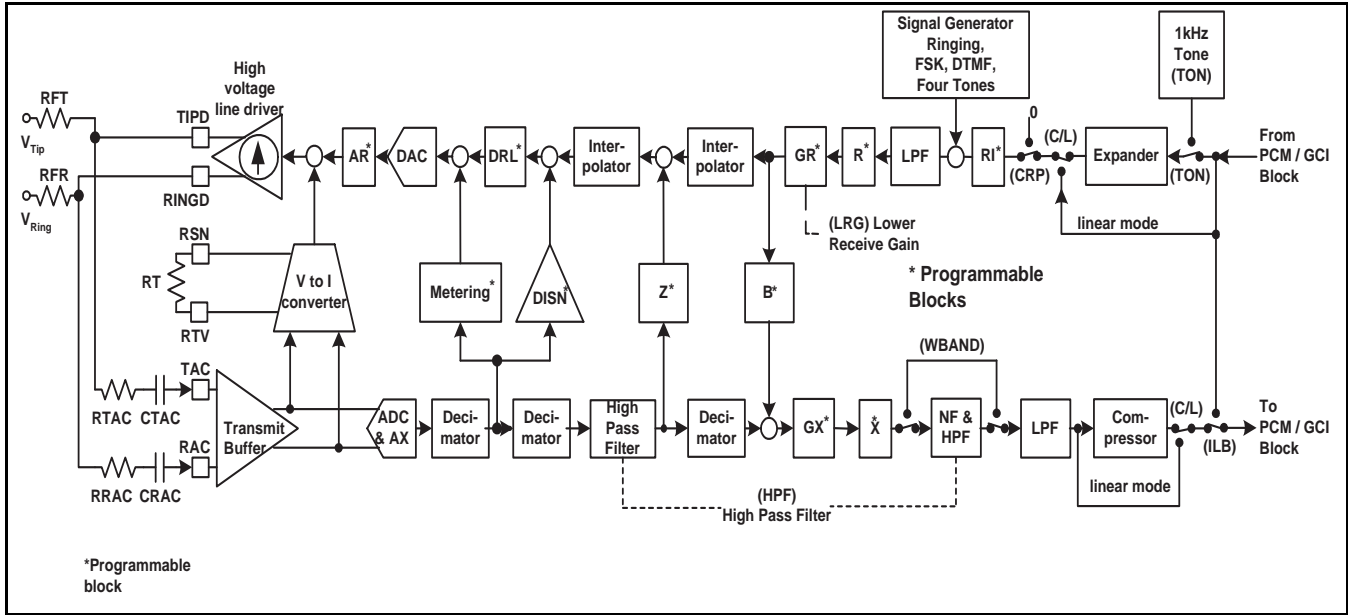 Signal Generator
Ringing,
FSK, DTMF,
Four Tones
1kHz
Tone
(TON)
High
voltage
line driver
RFT
TIPD
V Tip
RFR
RINGD
V Ring
AR*
DAC
DRL*
Inter-
polator
Inter-
polator
GR*
R*
LPF
RI*
0
(C/L)
(CRP)
Expander
(TON)
From
PCM / GCI
Block
linear mode
(LRG) Lower
Receive Gain
* Programmable
Blocks
RSN
RT
RTV
V to I
converter
Metering*
DISN*
Z*
B*
(WBAND)
TAC
RTAC CTAC
RAC
RRAC CRAC
Transmit
Buffer
ADC
& AX
Deci-
mator
Deci-
mator
High
Pass
Filter
Deci-
mator
GX*
X*
NF &
HPF
LPF
Com-
pressor
(C/L)
(ILB)
To
PCM / GCI
Block
linear mode
(HPF)
High Pass Filter
*Programmable
block